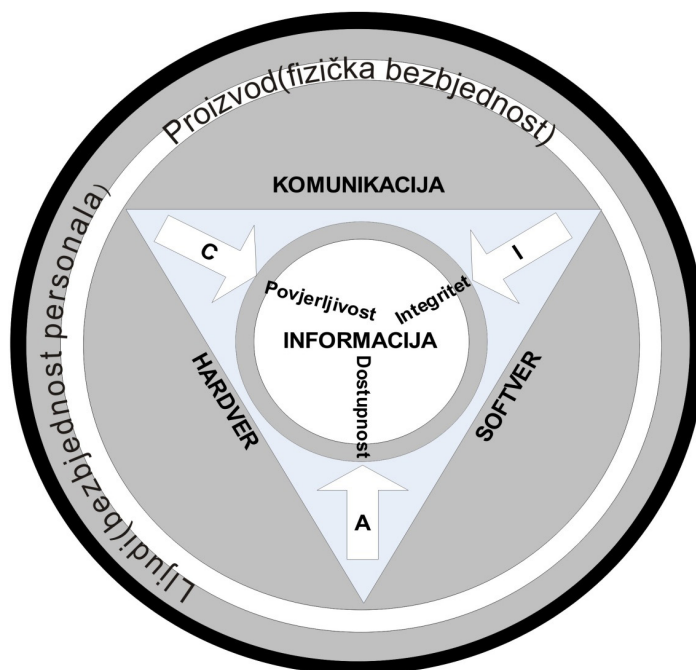 Proizvod(fizička bezbjednost)
Ljudi(bezbjednost personala)
KOMUNIKACIJA
C
I
Povjerljivost
Integritet
INFORMACIJA
Dostupnost
HARDVER
SOFTVER
A